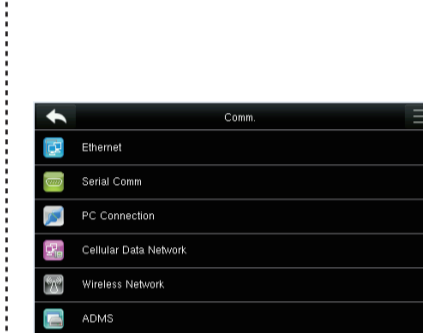 Comm.
Ethernet
Serial Comm
PC Connection
Cellular Data Network
Wireless Network
ADMS